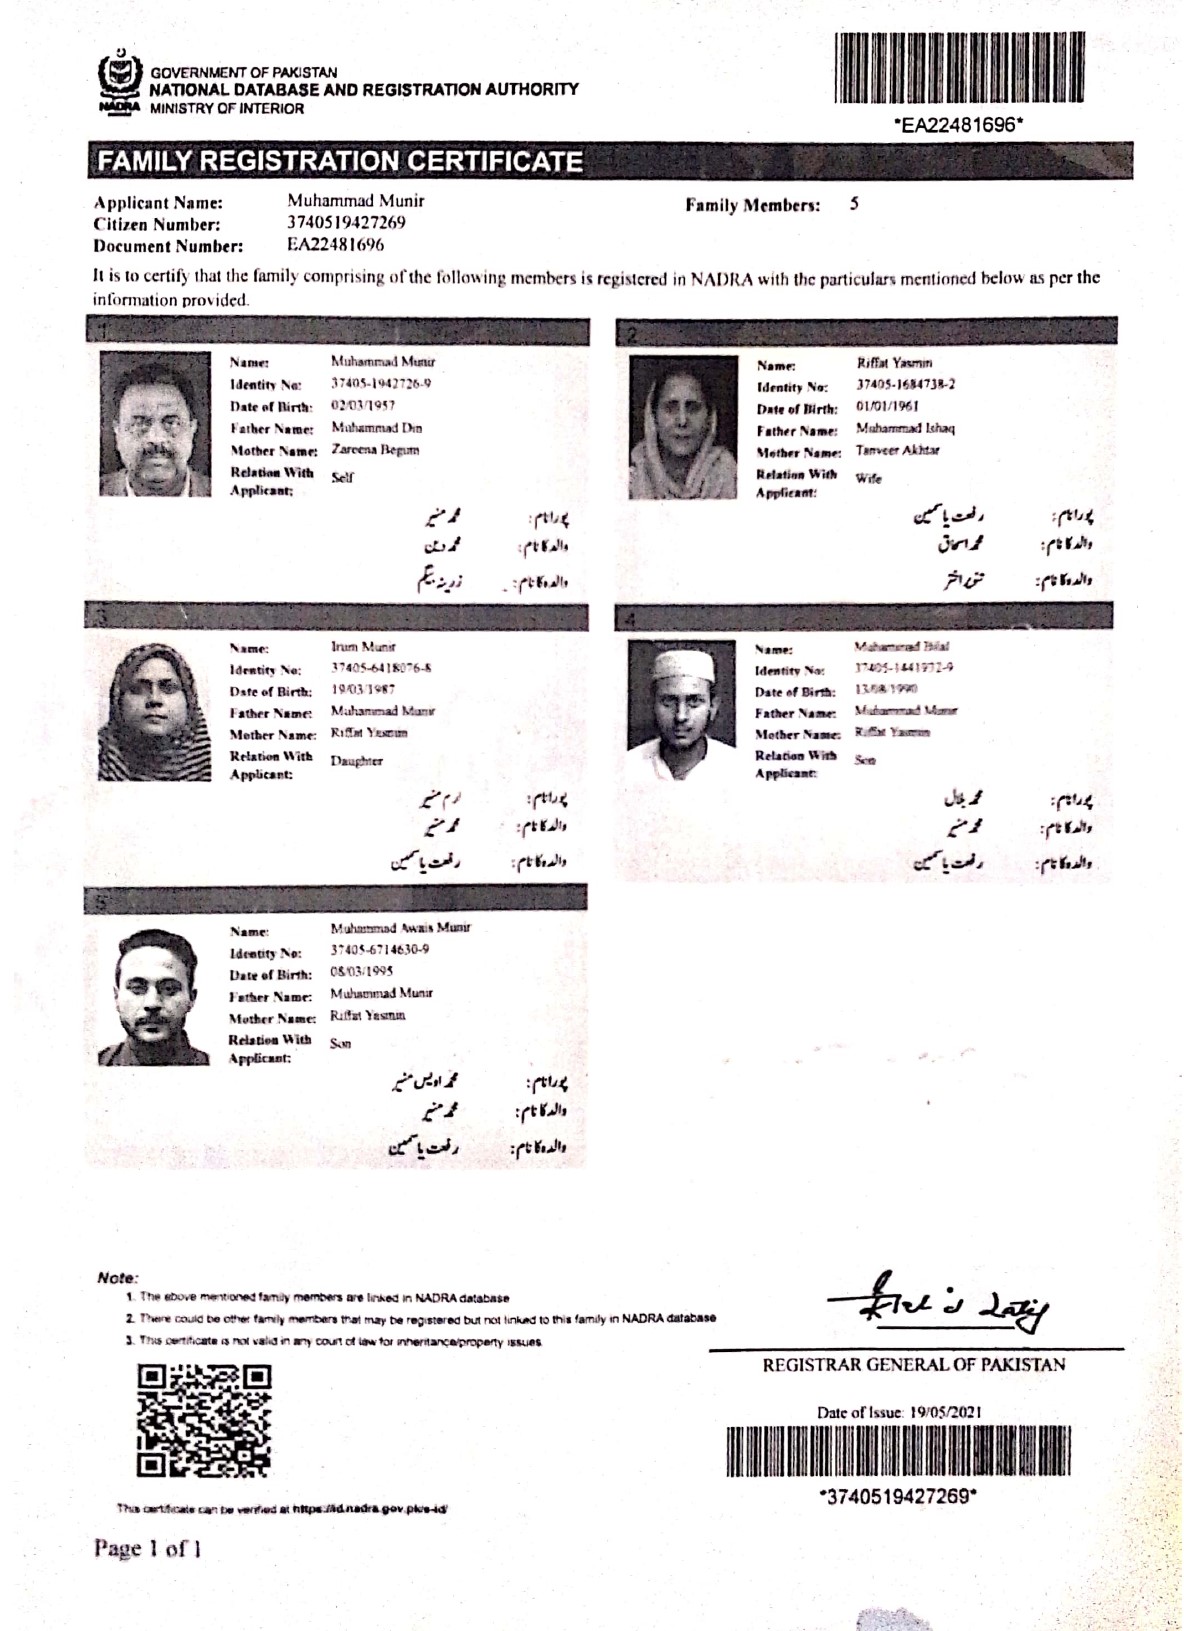 GOVERNMENT OF PAKISTAN
NATIONAL DATABASE AND REGISTRATION AUTHORITY
NADRA MINISTRY OF INTERIOR
*EA22481696*
FAMILY REGISTRATION CERTIFICATE
Applicant Name: Muhammad Munir
Family Members: 5
Citizen Number: 3740519427269
Document Number: EA22481696
It is to certify that the family comprising of the following members is registered in NADRA with the particulars mentioned below as per the
information provided.
1
Name: Muhammad Munir
Identity No: 37405-1942726-9
Date of Birth: 02/03/1957
Father Name: Muhammad Din
Mother Name: Zareena Begum
Relation With Self
Applicant:
پورا نام: محمد منیر
والد کا نام: محمد دین
والدہ کا نام: زرینہ بیگم
2
Name: Riffat Yasmin
Identity No: 37405-1684738-2
Date of Birth: 01/01/1961
Father Name: Muhammad Ishaq
Mother Name: Tanveer Akhtar
Relation With Wife
Applicant:
پورا نام: رفعت یاسمین
والد کا نام: محمد اسحاق
والدہ کا نام: تنویر اختر
3
Name: Irum Munir
Identity No: 37405-6418076-8
Date of Birth: 19/03/1987
Father Name: Muhammad Munir
Mother Name: Riffat Yasmin
Relation With Daughter
Applicant:
پورا نام: ارم منیر
والد کا نام: محمد منیر
والدہ کا نام: رفعت یاسمین
4
Name: Muhammad Bilal
Identity No: 37405-1441972-9
Date of Birth: 13/08/1990
Father Name: Muhammad Munir
Mother Name: Riffat Yasmin
Relation With Son
Applicant:
پورا نام: محمد بلال
والد کا نام: محمد منیر
والدہ کا نام: رفعت یاسمین
5
Name: Muhammad Awais Munir
Identity No: 37405-6714630-9
Date of Birth: 08/03/1995
Father Name: Muhammad Munir
Mother Name: Riffat Yasmin
Relation With Son
Applicant:
پورا نام: محمد اویس منیر
والد کا نام: محمد منیر
والدہ کا نام: رفعت یاسمین
Note:
1. The above mentioned family members are linked in NADRA database
2. There could be other family members that may be registered but not linked to this family in NADRA database
3. This certificate is not valid in any court of law for inheritance/property issues.
REGISTRAR GENERAL OF PAKISTAN
Date of Issue: 19/05/2021
*3740519427269*
This certificate can be verified at https://id.nadra.gov.pk/e-id/
Page 1 of 1